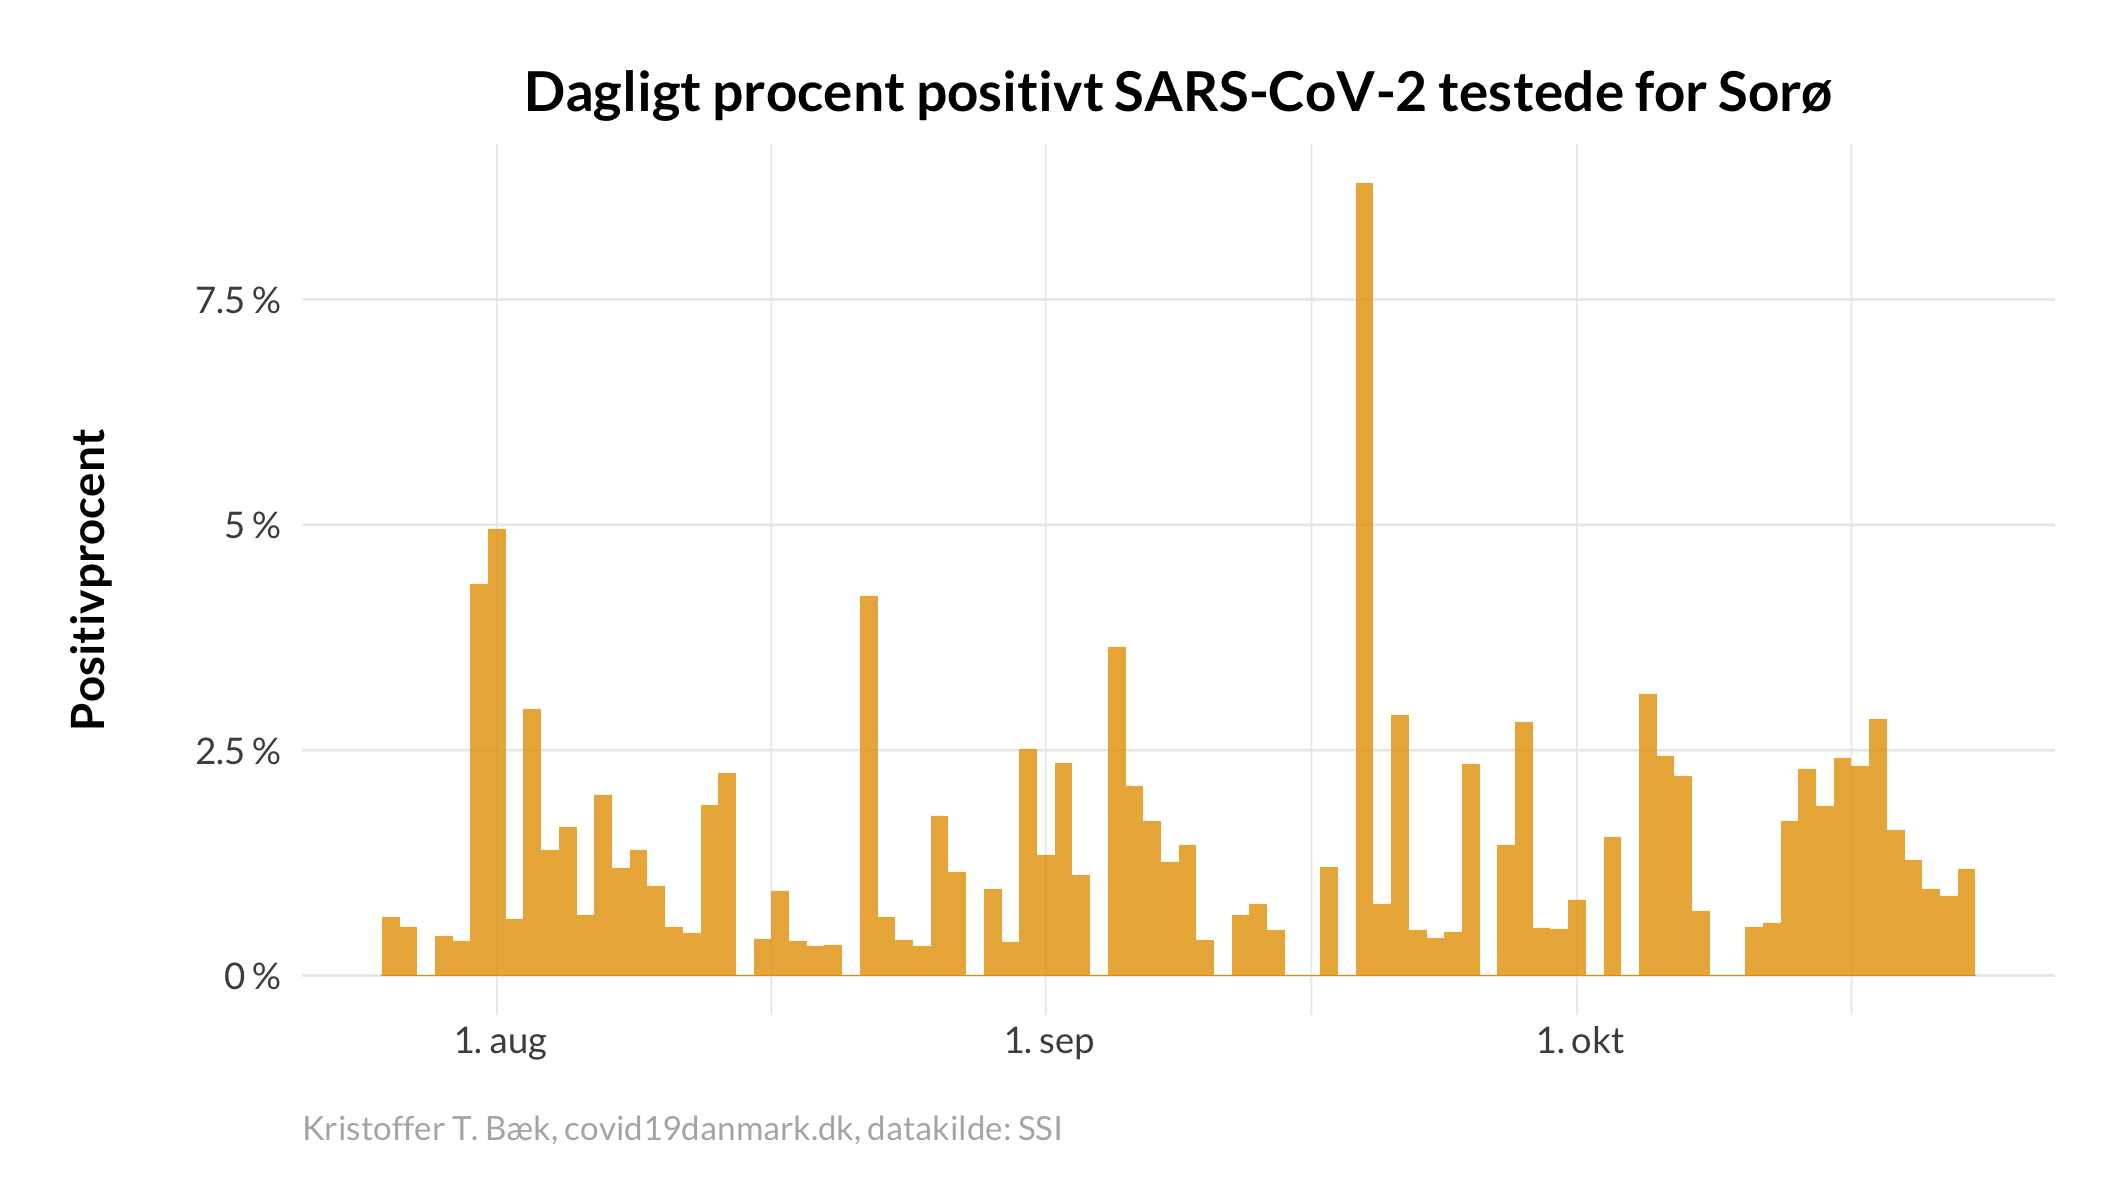 Dagligt procent positivt SARS-CoV-2 testede for Sorø
Positivprocent
7.5 %
5 %
2.5 %
0 %
1. aug
1. sep
1. okt
Kristoffer T. Bæk, covid19danmark.dk, datakilde: SSI